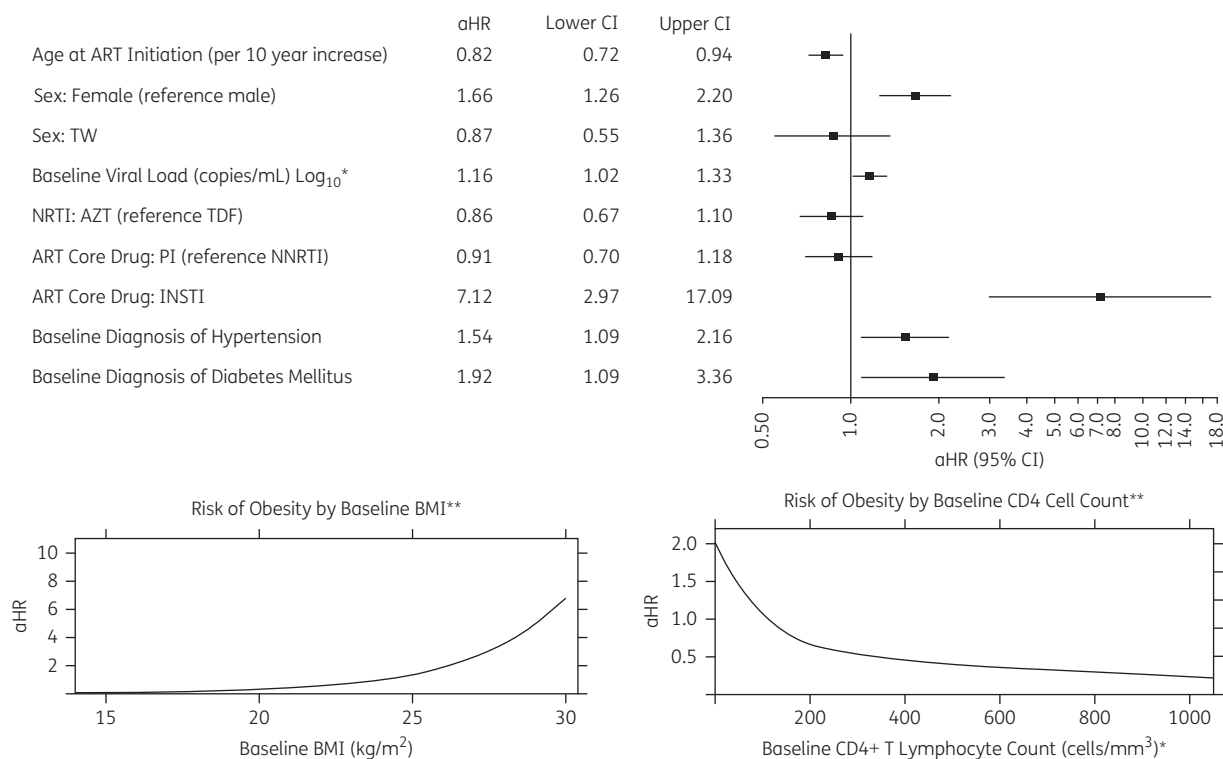 aHR Lower CI Upper CI
Age at ART Initiation (per 10 year increase) 0.82 0.72 0.94
Sex: Female (reference male) 1.66 1.26 2.20
Sex: TW 0.87 0.55 1.36
Baseline Viral Load (copies/mL) Log10* 1.16 1.02 1.33
NRTI: AZT (reference TDF) 0.86 0.67 1.10
ART Core Drug: PI (reference NNRTI) 0.91 0.70 1.18
ART Core Drug: INSTI 7.12 2.97 17.09
Baseline Diagnosis of Hypertension 1.54 1.09 2.16
Baseline Diagnosis of Diabetes Mellitus 1.92 1.09 3.36
0.50 1.0 2.0 3.0 4.0 5.0 6.0 7.0 8.0 10.0 12.0 14.0 18.0
aHR (95% CI)
Risk of Obesity by Baseline BMI**
10
8
6
4
2
aHR
15 20 25 30
Baseline BMI (kg/m2)
Risk of Obesity by Baseline CD4 Cell Count**
2.0
1.5
1.0
0.5
aHR
200 400 600 800 1000
Baseline CD4+ T Lymphocyte Count (cells/mm3)*